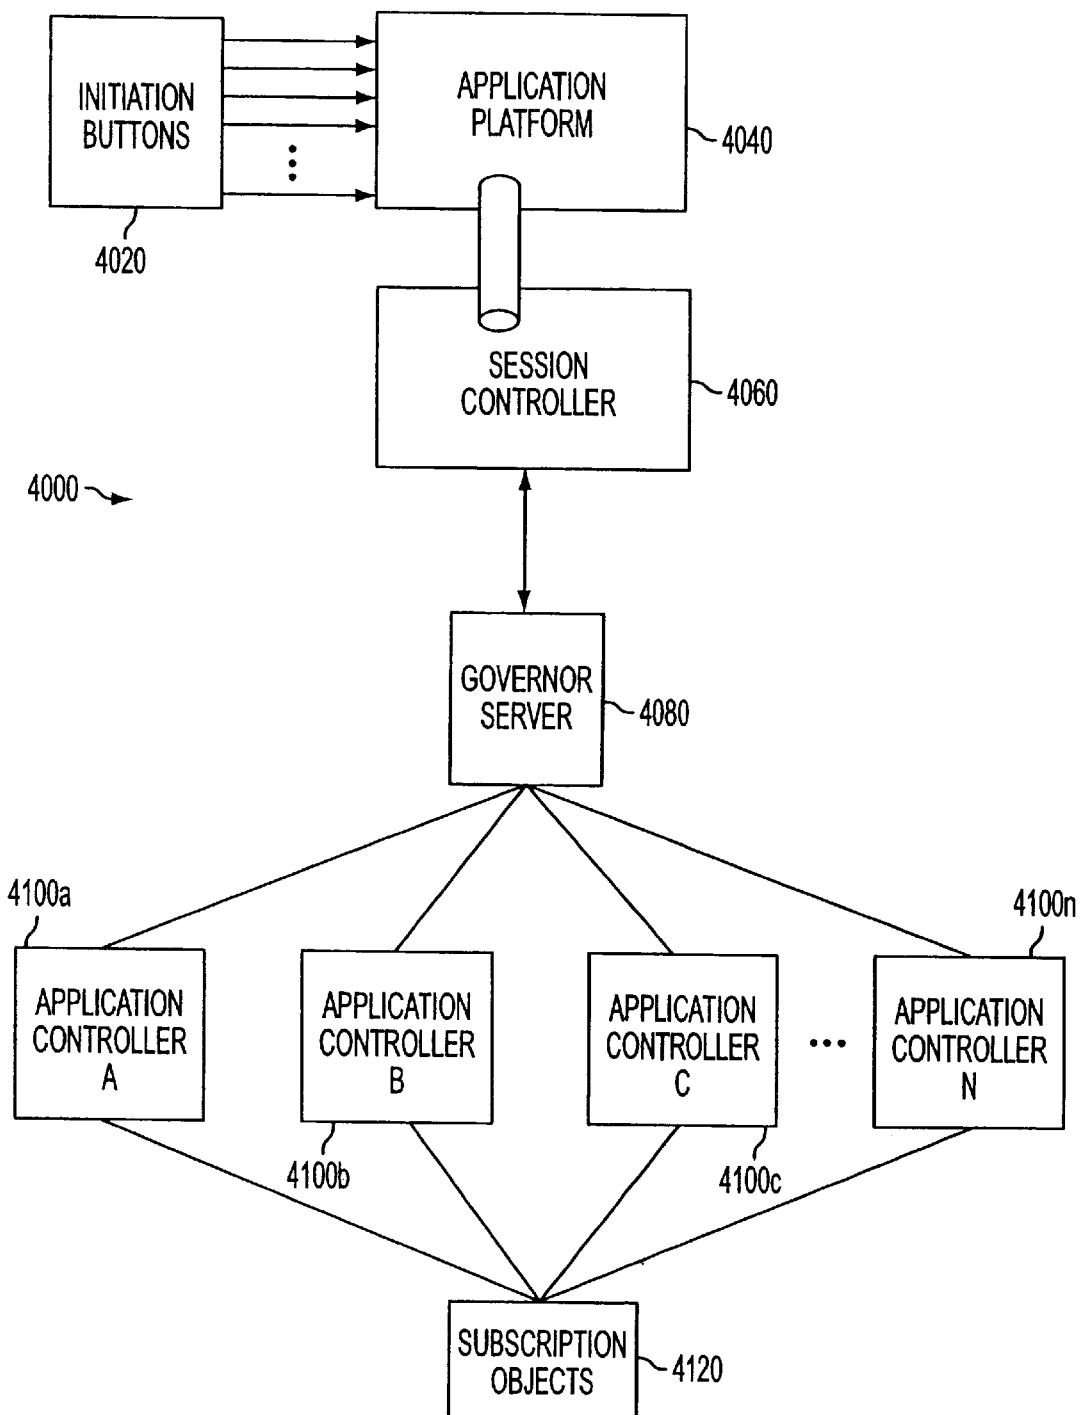 INITIATION
BUTTONS
4020
APPLICATION
PLATFORM
4040
SESSION
CONTROLLER
4060
4000
GOVERNOR
SERVER
4080
4100a
APPLICATION
CONTROLLER
A
APPLICATION
CONTROLLER
B
4100b
APPLICATION
CONTROLLER
C
4100c
4100n
APPLICATION
CONTROLLER
N
SUBSCRIPTION
OBJECTS
4120